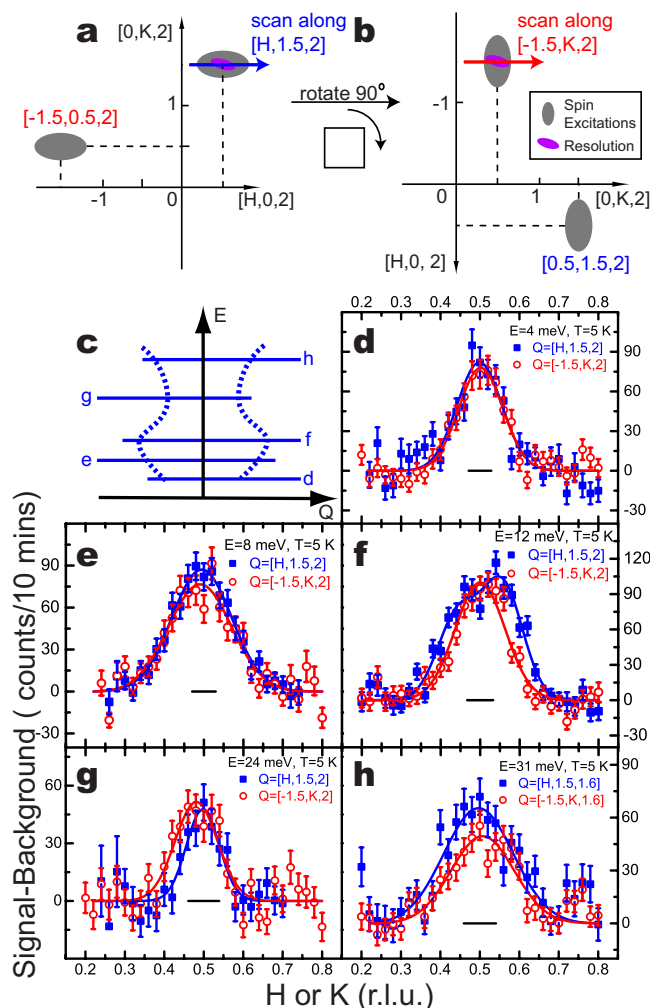 a
[0,K,2]
scan along
[H,1.5,2]
1
[-1.5,0.5,2]
-1
0
1
[H,0,2]
rotate 90°
b
scan along
[-1.5,K,2]
-1
Spin
Excitations
Resolution
0
1
[0,K,2]
[H,0, 2]
[0.5,1.5,2]
c
E
h
g
f
e
d
Q
0.2 0.3 0.4 0.5 0.6 0.7 0.8
d
E=4 meV, T=5 K
Q=[H,1.5,2]
Q=[-1.5,K,2]
90
60
30
0
-30
e
E=8 meV, T=5 K
Q=[H,1.5,2]
Q=[-1.5,K,2]
90
60
30
0
-30
f
E=12 meV, T=5 K
Q=[H,1.5,2]
Q=[-1.5,K,2]
120
90
60
30
0
-30
g
E=24 meV, T=5 K
Q=[H,1.5,2]
Q=[-1.5,K,2]
60
30
0
0.2 0.3 0.4 0.5 0.6 0.7 0.8
h
E=31 meV, T=5 K
Q=[H,1.5,1.6]
Q=[-1.5,K,1.6]
90
60
30
0
0.2 0.3 0.4 0.5 0.6 0.7 0.8
Signal-Background ( counts/10 mins)
H or K (r.l.u.)